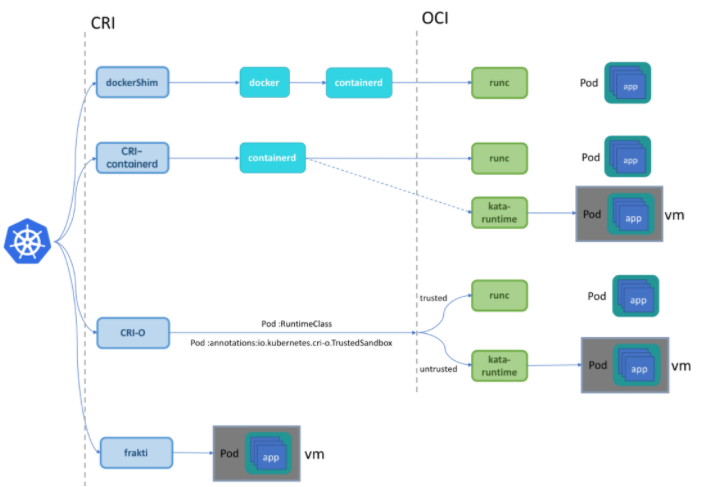 CRI
OCI
dockerShim
docker
containerd
runc
Pod
app
CRI–
containerd
containerd
runc
Pod
app
kata-
runtime
Pod
app
vm
trusted
runc
Pod
app
CRI-O
Pod :RuntimeClass
Pod :annotations:io.kubernetes.cri-o.TrustedSandbox
untrusted
kata-
runtime
Pod
app
vm
frakti
Pod
app
vm